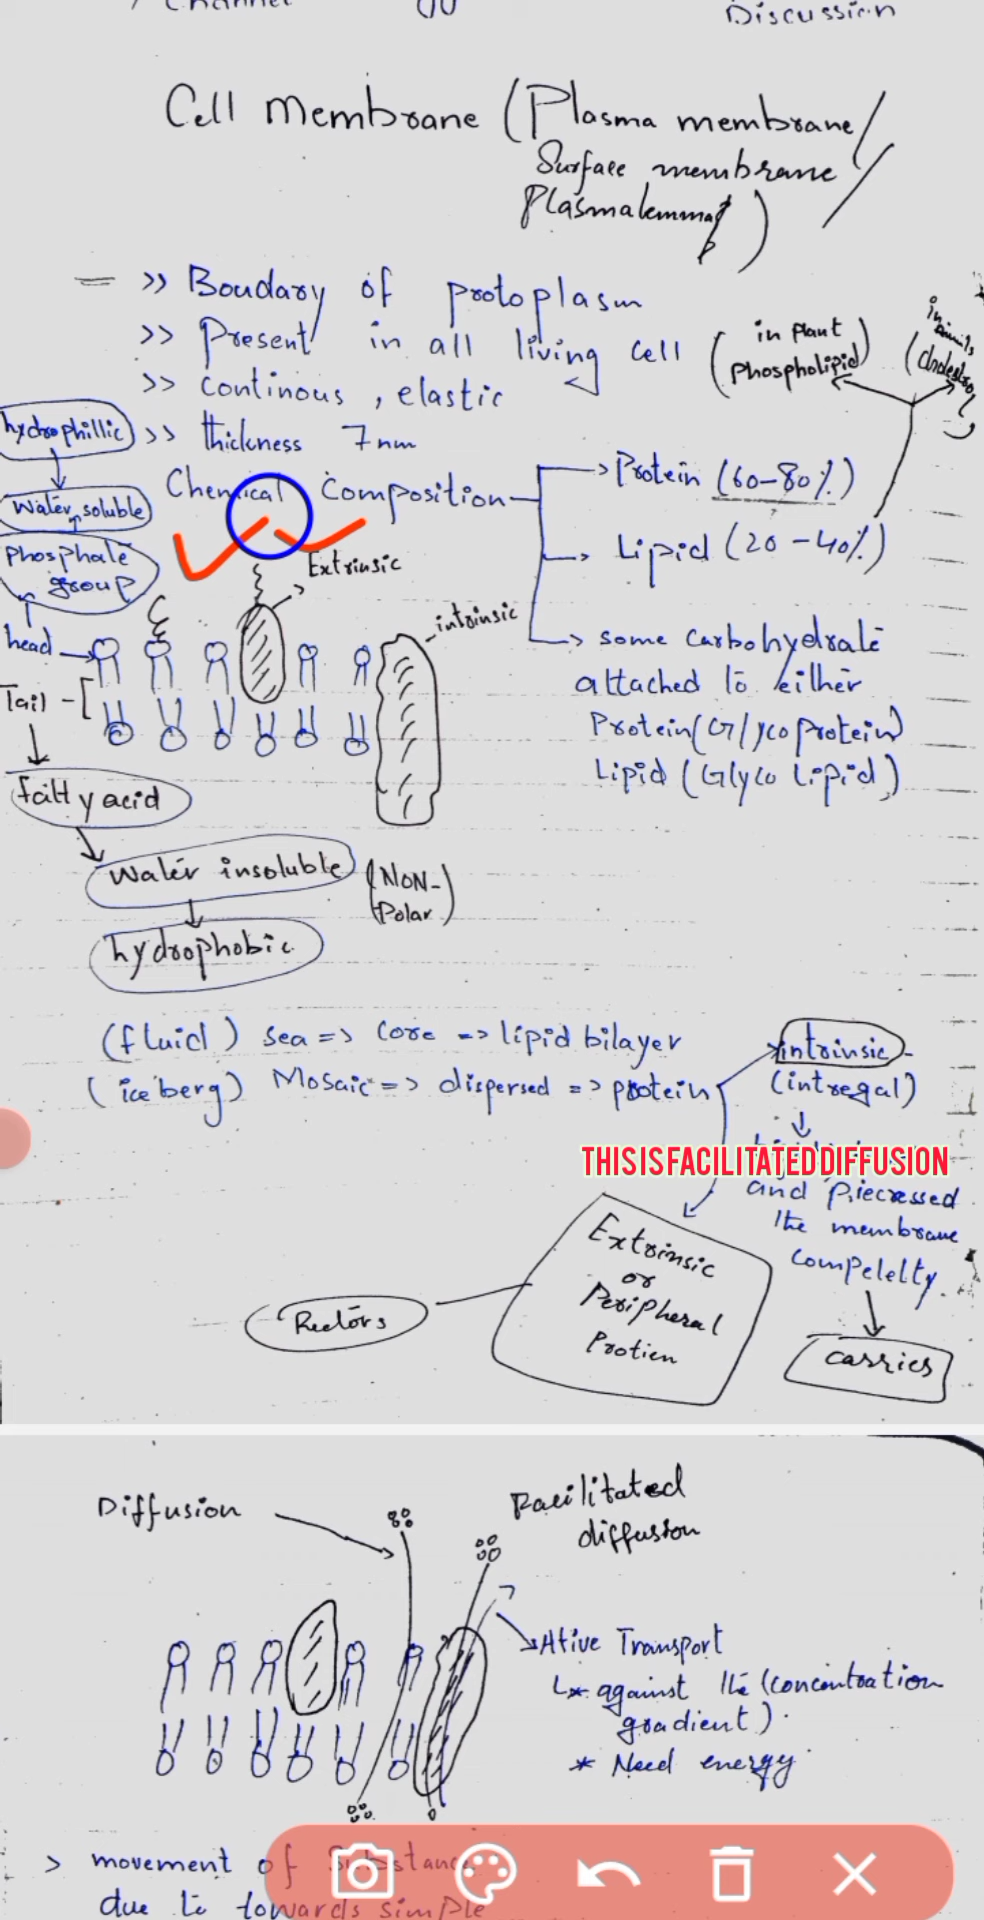 Channel
Discussion
Cell Membrane (Plasma membrane/
Surface membrane
Plasmalemma)
>> Boudary of protoplasm
>> Present in all living cell
(in Plant
Phospholipid)
>> continous, elastic
>> thickness 7nm
hydrophillic
Water soluble
Phosphate
group
head
Tail
fatty acid
Water insoluble
(NON-
Polar)
hydrophobic
Chemical Composition
Protein (60-80%)
Lipid (20-40%)
some carbohydrate
attached to either
Protein(Glycoprotein)
Lipid (Glyco Lipid)
Extrinsic
intrinsic
(fluid) sea => core => lipid bilayer
(iceberg) Mosaic => dispersed => protein
intrinsic
(intregal)
THIS IS FACILITATED DIFFUSION
and Piecressed
the membrane
compelelty.
carries
Extrinsic
or
Peripheral
Protien
Diffusion
Facilitated
diffusson
Ative Transport
* against the (concentration
gradient).
* Need energy
> movement of Substance
due to towards simple